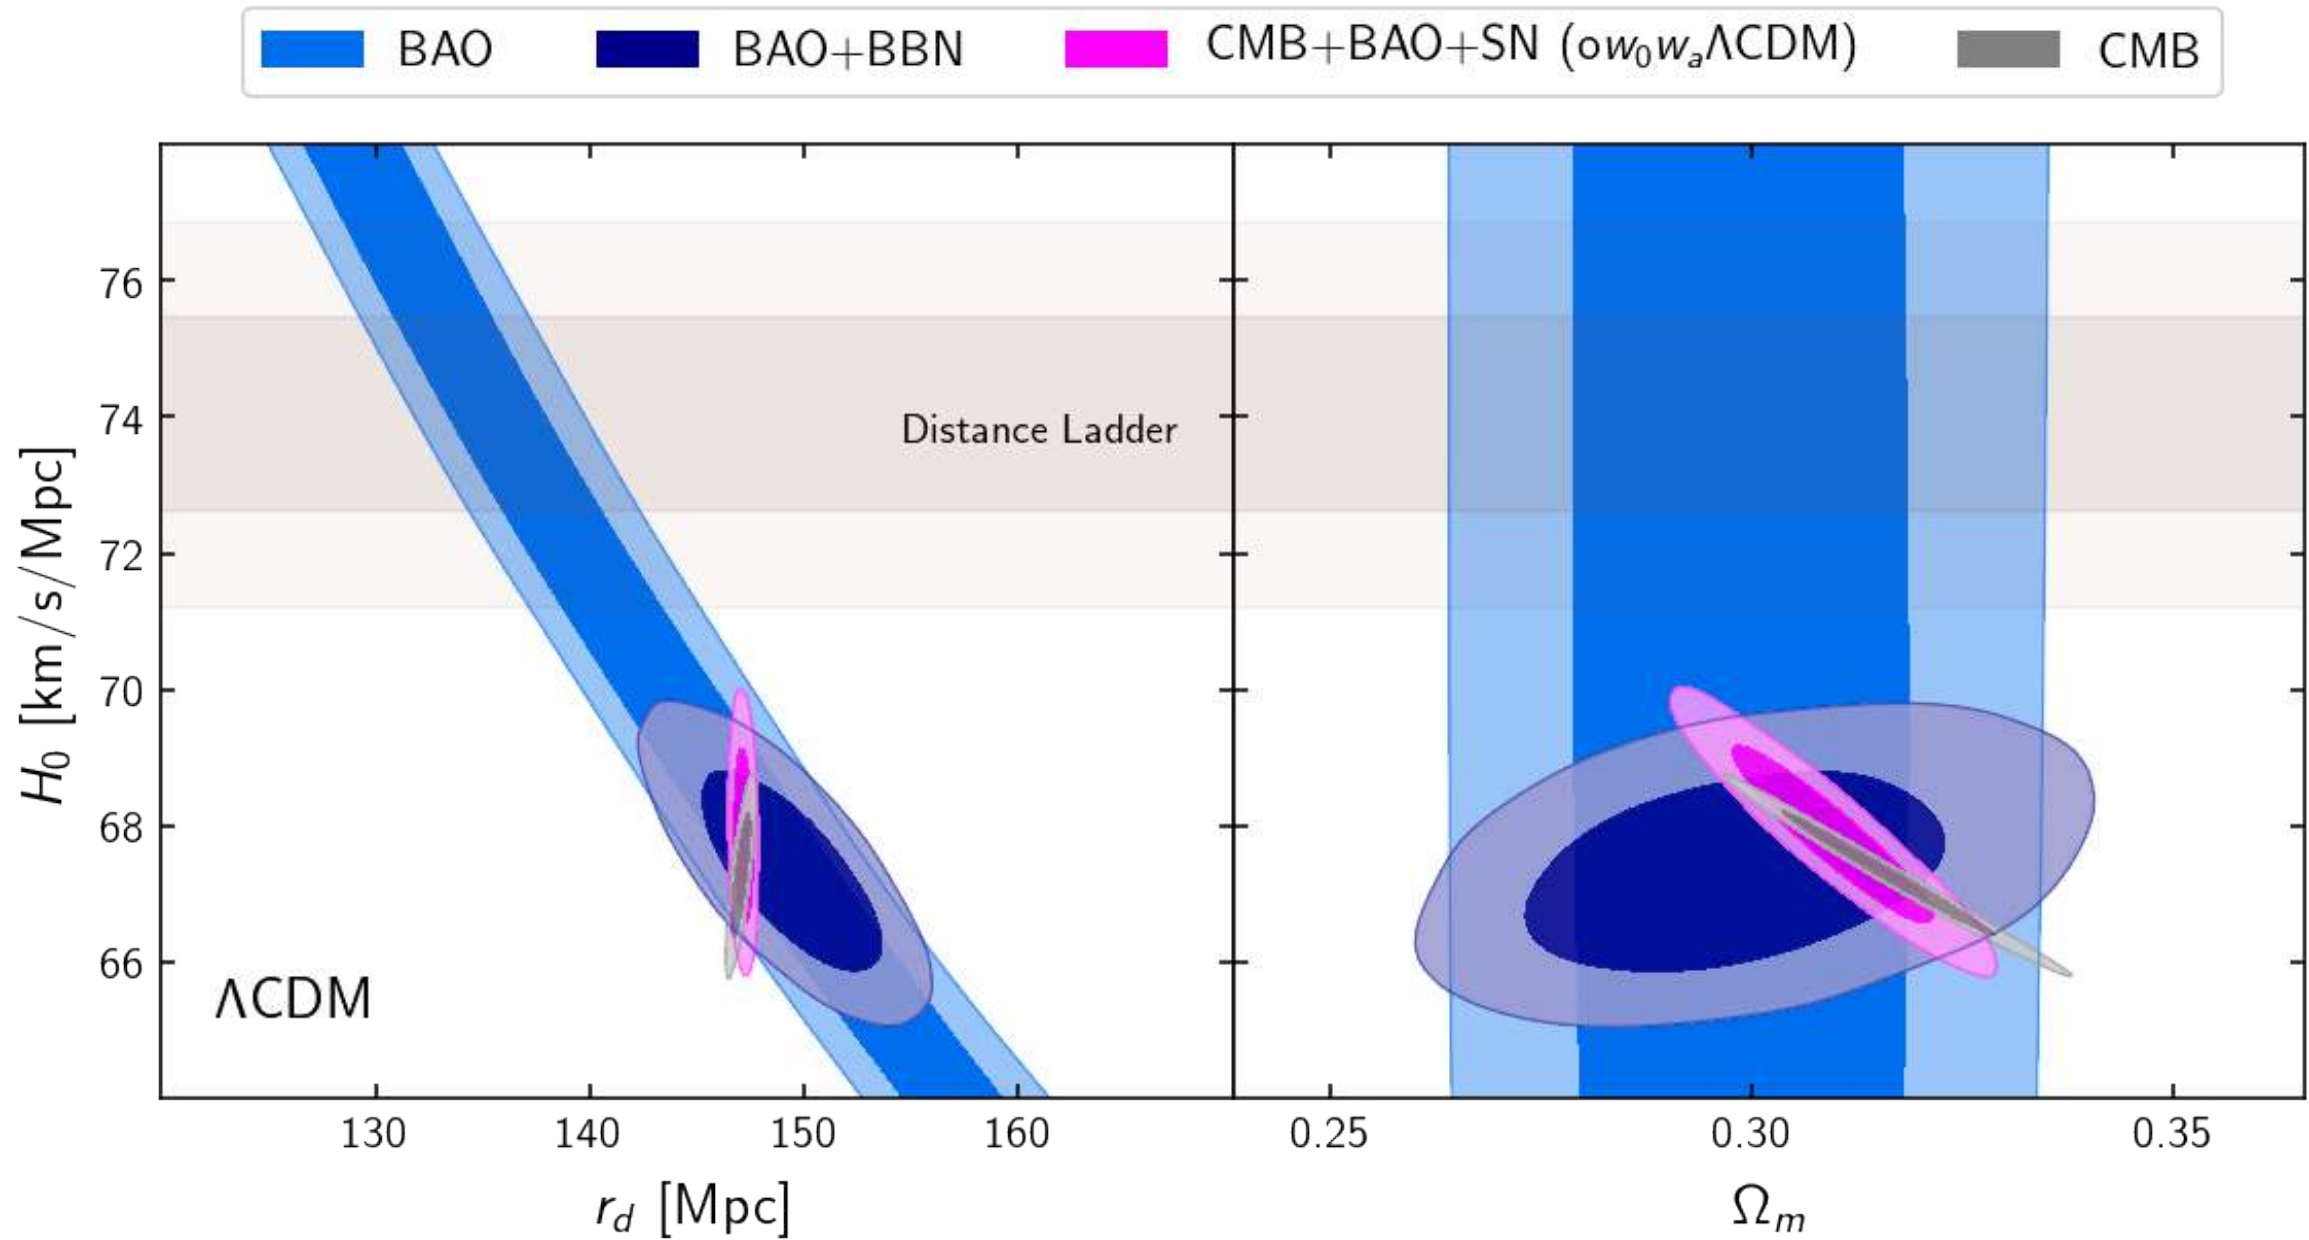 BAO BAO+BBN CMB+BAO+SN (ow₀wₐΛCDM) CMB
76
74
72
70
68
66
H₀ [km/s/Mpc]
Distance Ladder
ΛCDM
130 140 150 160 0.25 0.30 0.35
r_d [Mpc] Ωₘ